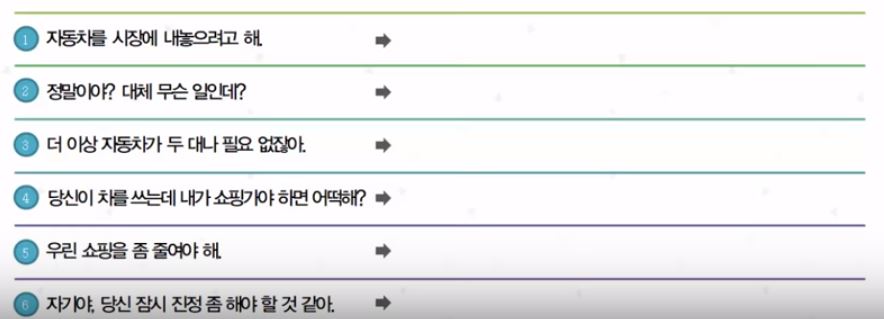 1 자동차를 시장에 내놓으려고 해. ➡
2 정말이야? 대체 무슨 일인데? ➡
3 더 이상 자동차가 두 대나 필요 없잖아. ➡
4 당신이 차를 쓰는데 내가 쇼핑가야 하면 어떡해? ➡
5 우린 쇼핑을 좀 줄여야 해. ➡
6 자기야, 당신 잠시 진정 좀 해야 할 것 같아. ➡